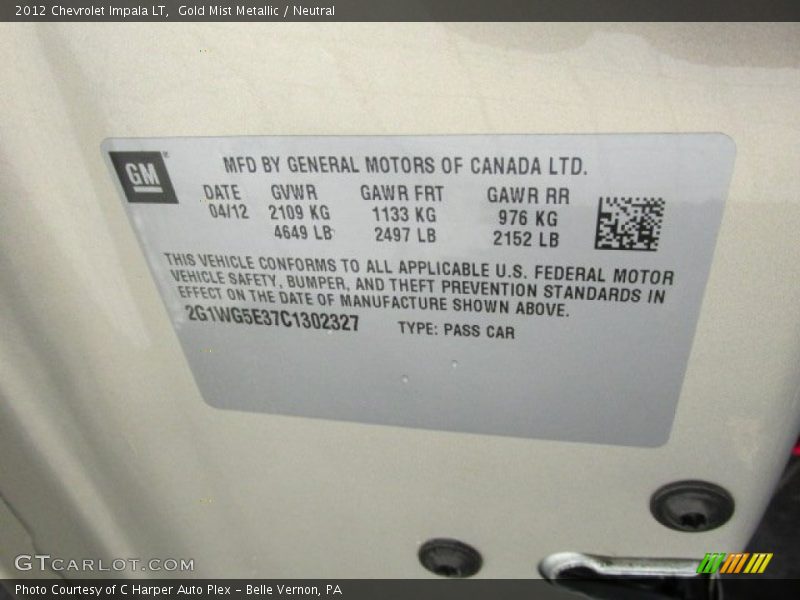 2012 Chevrolet Impala LT,  Gold Mist Metallic / Neutral
GM
MFD BY GENERAL MOTORS OF CANADA LTD.
DATE GVWR GAWR FRT GAWR RR
04/12 2109 KG 1133 KG 976 KG
4649 LB 2497 LB 2152 LB
THIS VEHICLE CONFORMS TO ALL APPLICABLE U.S. FEDERAL MOTOR
VEHICLE SAFETY, BUMPER, AND THEFT PREVENTION STANDARDS IN
EFFECT ON THE DATE OF MANUFACTURE SHOWN ABOVE.
2G1WG5E37C1302327 TYPE: PASS CAR
GTCARLOT.COM
Photo Courtesy of C Harper Auto Plex – Belle Vernon, PA